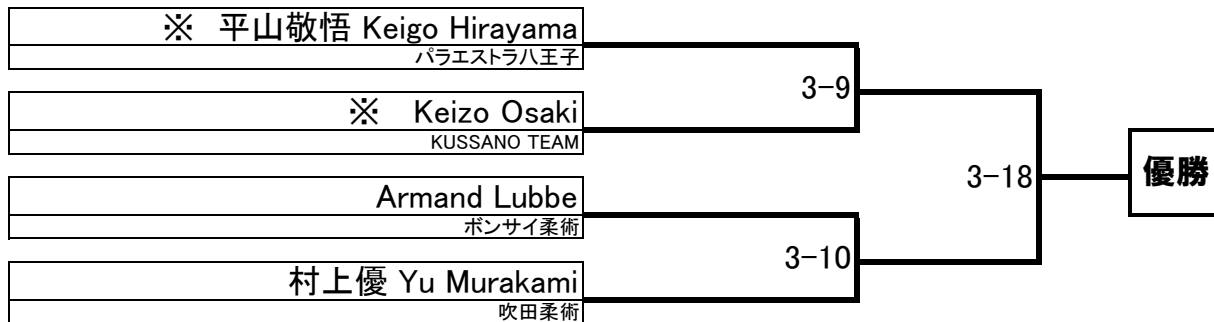 ※ 平山敬悟 Keigo Hirayama
パラエストラ八王子
3-9
※ Keizo Osaki
KUSSANO TEAM
3-18
優勝
Armand Lubbe
ボンサイ柔術
3-10
村上優 Yu Murakami
吹田柔術